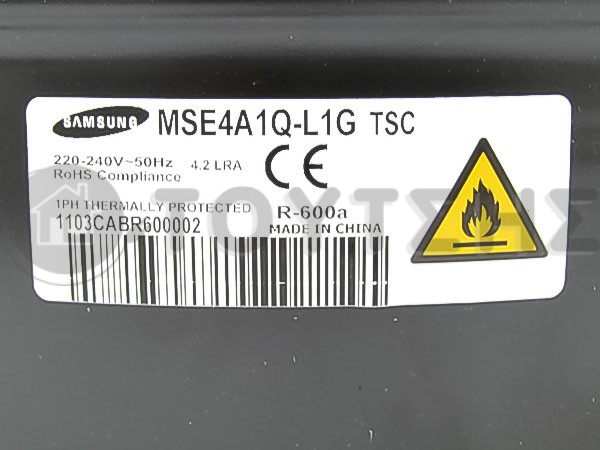 SAMSUNG MSE4A1Q-L1G TSC
220-240V~50Hz 4.2 LRA
RoHS Compliance
CE
1PH THERMALLY PROTECTED R-600a
1103CABR600002 MADE IN CHINA
ΤΟΥΧΤΣΗΣ